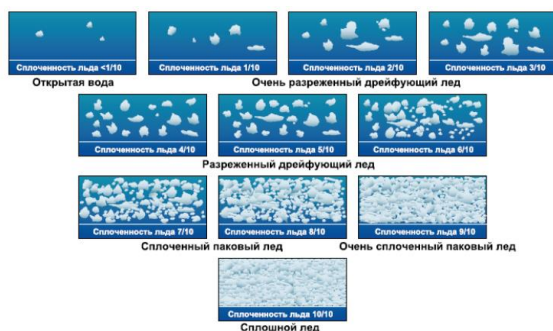 Сплоченность льда <1/10
Сплоченность льда 1/10
Сплоченность льда 2/10
Сплоченность льда 3/10
Открытая вода
Очень разреженный дрейфующий лед
Сплоченность льда 4/10
Сплоченность льда 5/10
Сплоченность льда 6/10
Разреженный дрейфующий лед
Сплоченность льда 7/10
Сплоченность льда 8/10
Сплоченность льда 9/10
Сплоченный паковый лед
Очень сплоченный паковый лед
Сплоченность льда 10/10
Сплошной лед